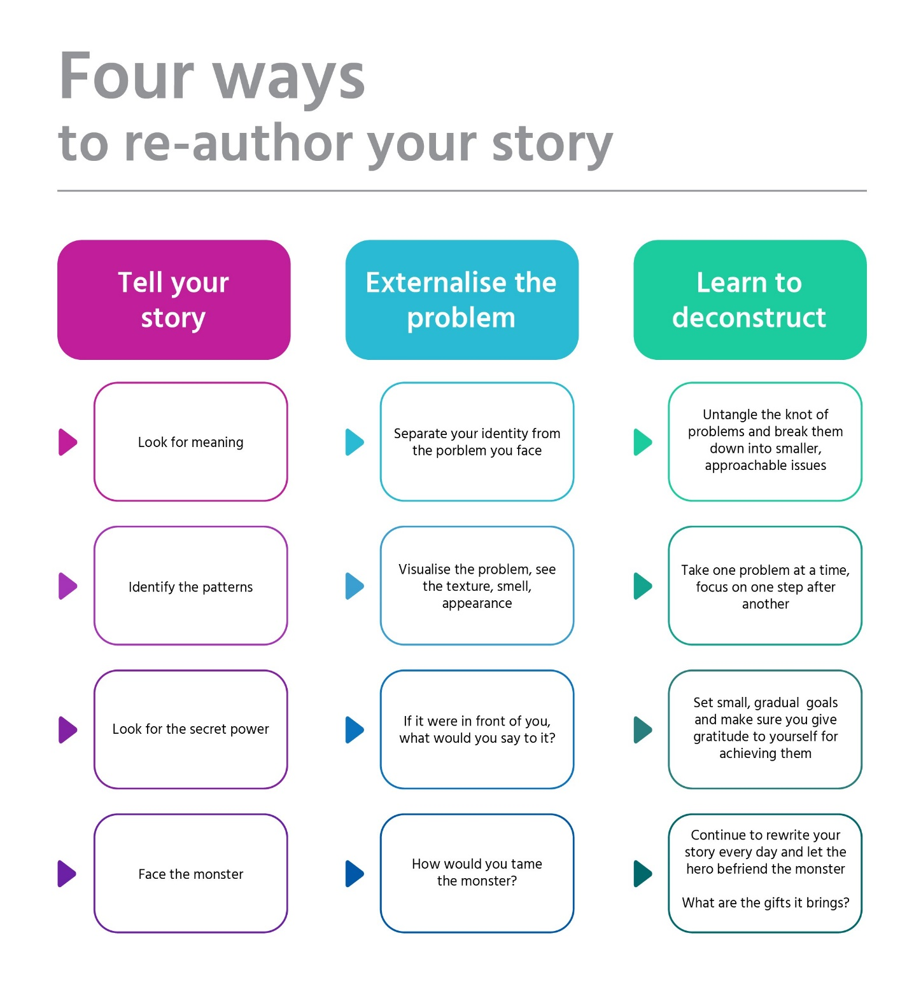 Four ways
to re-author your story
Tell your
story
Look for meaning
Identify the patterns
Look for the secret power
Face the monster
Externalise the
problem
Separate your identity from
the porblem you face
Visualise the problem, see
the texture, smell,
appearance
If it were in front of you,
what would you say to it?
How would you tame
the monster?
Learn to
deconstruct
Untangle the knot of
problems and break them
down into smaller,
approachable issues
Take one problem at a time,
focus on one step after
another
Set small, gradual  goals
and make sure you give
gratitude to yourself for
achieving them
Continue to rewrite your
story every day and let the
hero befriend the monster
What are the gifts it brings?